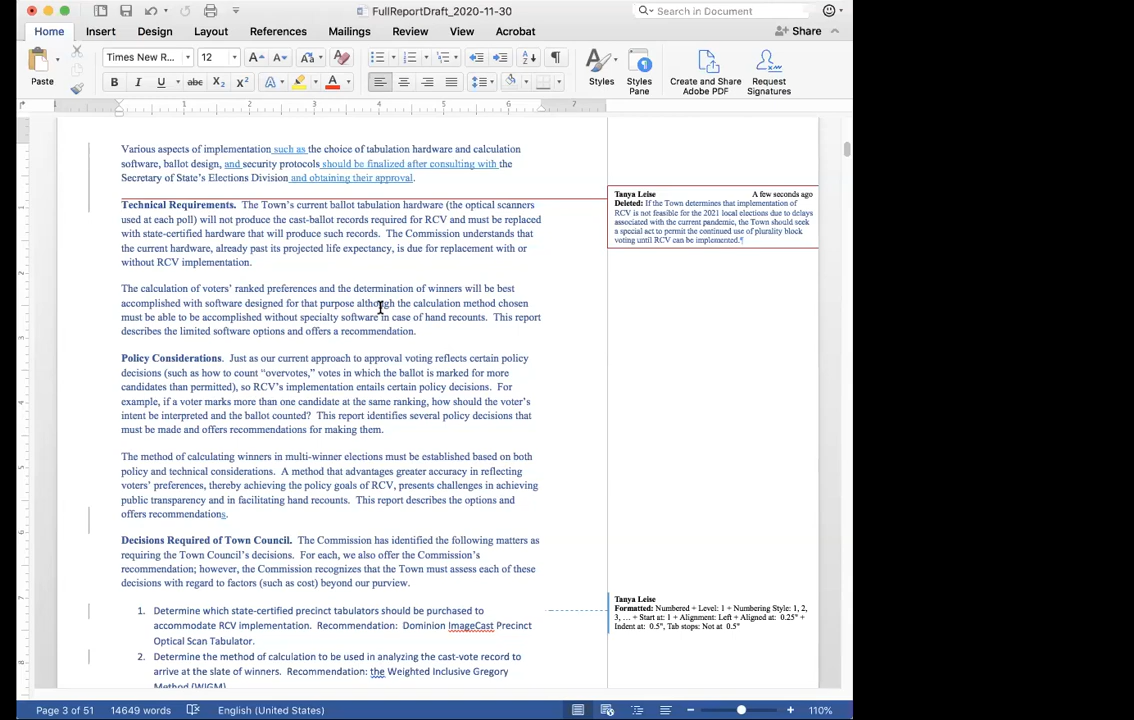 FullReportDraft_2020-11-30
Search in Document
Home Insert Design Layout References Mailings Review View Acrobat Share
Times New R... 12
Paste
Styles
Styles Pane
Create and Share Adobe PDF
Request Signatures
1 2 3 4 5 6 7
Various aspects of implementation such as the choice of tabulation hardware and calculation
software, ballot design, and security protocols should be finalized after consulting with the
Secretary of State's Elections Division and obtaining their approval.
Technical Requirements. The Town's current ballot tabulation hardware (the optical scanners
used at each poll) will not produce the cast-ballot records required for RCV and must be replaced
with state-certified hardware that will produce such records. The Commission understands that
the current hardware, already past its projected life expectancy, is due for replacement with or
without RCV implementation.
The calculation of voters' ranked preferences and the determination of winners will be best
accomplished with software designed for that purpose although the calculation method chosen
must be able to be accomplished without specialty software in case of hand recounts. This report
describes the limited software options and offers a recommendation.
Policy Considerations. Just as our current approach to approval voting reflects certain policy
decisions (such as how to count "overvotes," votes in which the ballot is marked for more
candidates than permitted), so RCV's implementation entails certain policy decisions. For
example, if a voter marks more than one candidate at the same ranking, how should the voter's
intent be interpreted and the ballot counted? This report identifies several policy decisions that
must be made and offers recommendations for making them.
The method of calculating winners in multi-winner elections must be established based on both
policy and technical considerations. A method that advantages greater accuracy in reflecting
voters' preferences, thereby achieving the policy goals of RCV, presents challenges in achieving
public transparency and in facilitating hand recounts. This report describes the options and
offers recommendations.
Decisions Required of Town Council. The Commission has identified the following matters as
requiring the Town Council's decisions. For each, we also offer the Commission's
recommendation; however, the Commission recognizes that the Town must assess each of these
decisions with regard to factors (such as cost) beyond our purview.
1. Determine which state-certified precinct tabulators should be purchased to
accommodate RCV implementation. Recommendation: Dominion ImageCast Precinct
Optical Scan Tabulator.
2. Determine the method of calculation to be used in analyzing the cast-vote record to
arrive at the slate of winners. Recommendation: the Weighted Inclusive Gregory
Method (WIGM)
Tanya Leise A few seconds ago
Deleted: If the Town determines that implementation of
RCV is not feasible for the 2021 local elections due to delays
associated with the current pandemic, the Town should seek
a special act to permit the continued use of plurality block
voting until RCV can be implemented.¶
Tanya Leise
Formatted: Numbered + Level: 1 + Numbering Style: 1, 2,
3, … + Start at: 1 + Alignment: Left + Aligned at: 0.25" +
Indent at: 0.5", Tab stops: Not at 0.5"
Page 3 of 51 14649 words English (United States) 110%